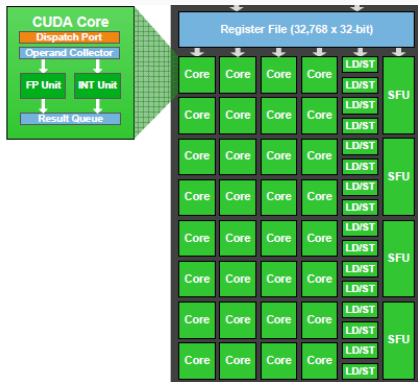 CUDA Core
Dispatch Port
Operand Collector
FP Unit INT Unit
Result Queue
Register File (32,768 x 32-bit)
Core Core Core Core LD/ST
LD/ST
SFU
Core Core Core Core LD/ST
LD/ST
Core Core Core Core LD/ST
LD/ST
SFU
Core Core Core Core LD/ST
LD/ST
Core Core Core Core LD/ST
LD/ST
SFU
Core Core Core Core LD/ST
LD/ST
Core Core Core Core LD/ST
LD/ST
SFU
Core Core Core Core LD/ST
LD/ST